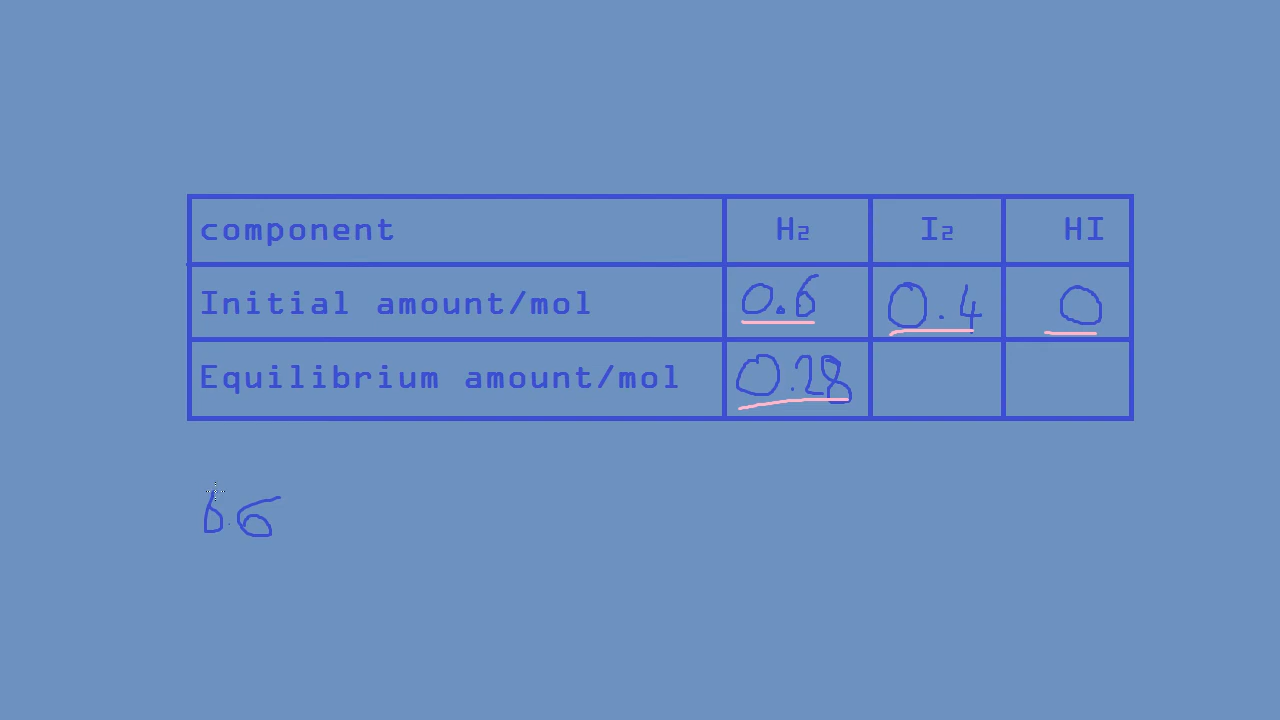 component H₂ I₂ HI
Initial amount/mol 0.6 0.4 0
Equilibrium amount/mol 0.28
0.6